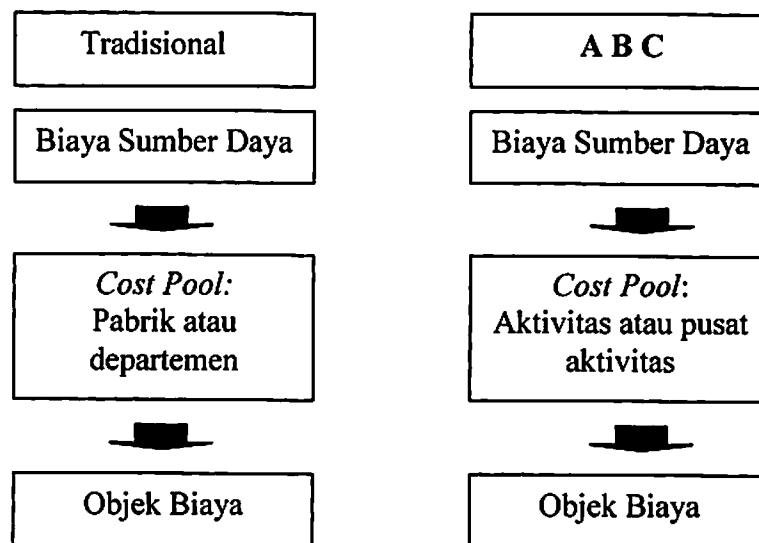 Tradisional
Biaya Sumber Daya
Cost Pool:
Pabrik atau
departemen
Objek Biaya
A B C
Biaya Sumber Daya
Cost Pool:
Aktivitas atau pusat
aktivitas
Objek Biaya